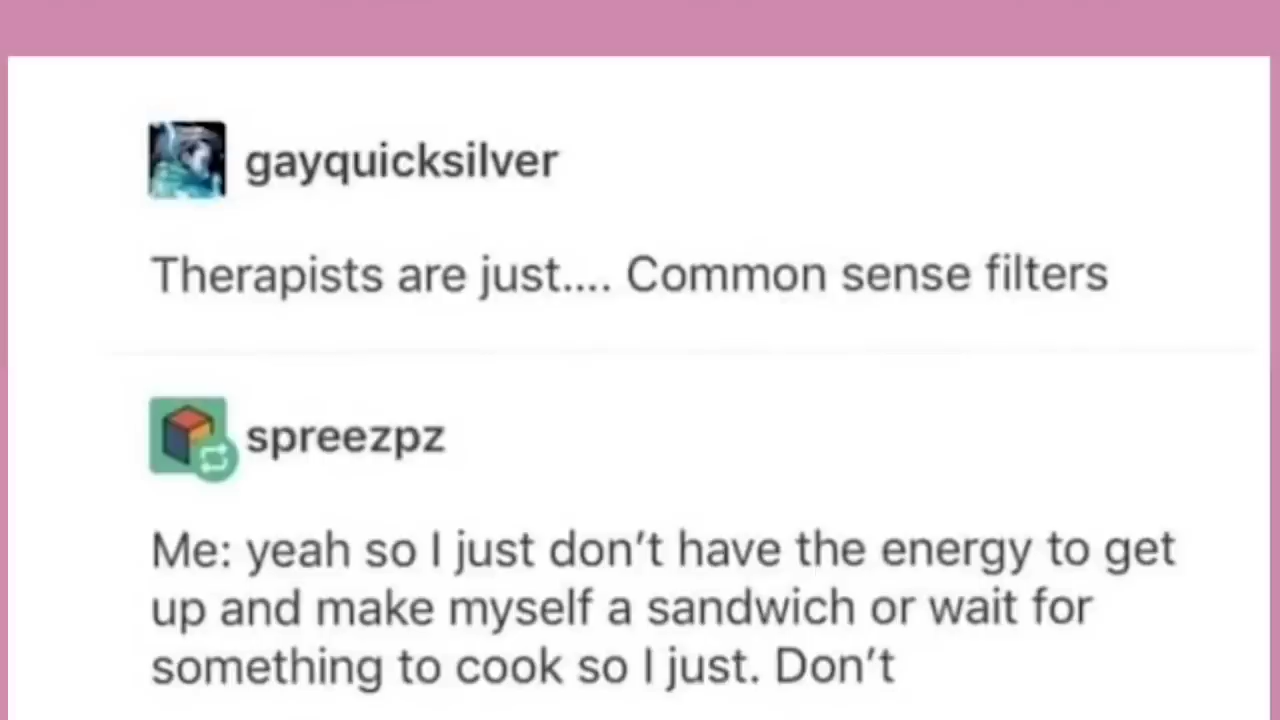 gayquicksilver
Therapists are just.... Common sense filters
spreezpz
Me: yeah so I just don’t have the energy to get
up and make myself a sandwich or wait for
something to cook so I just. Don’t